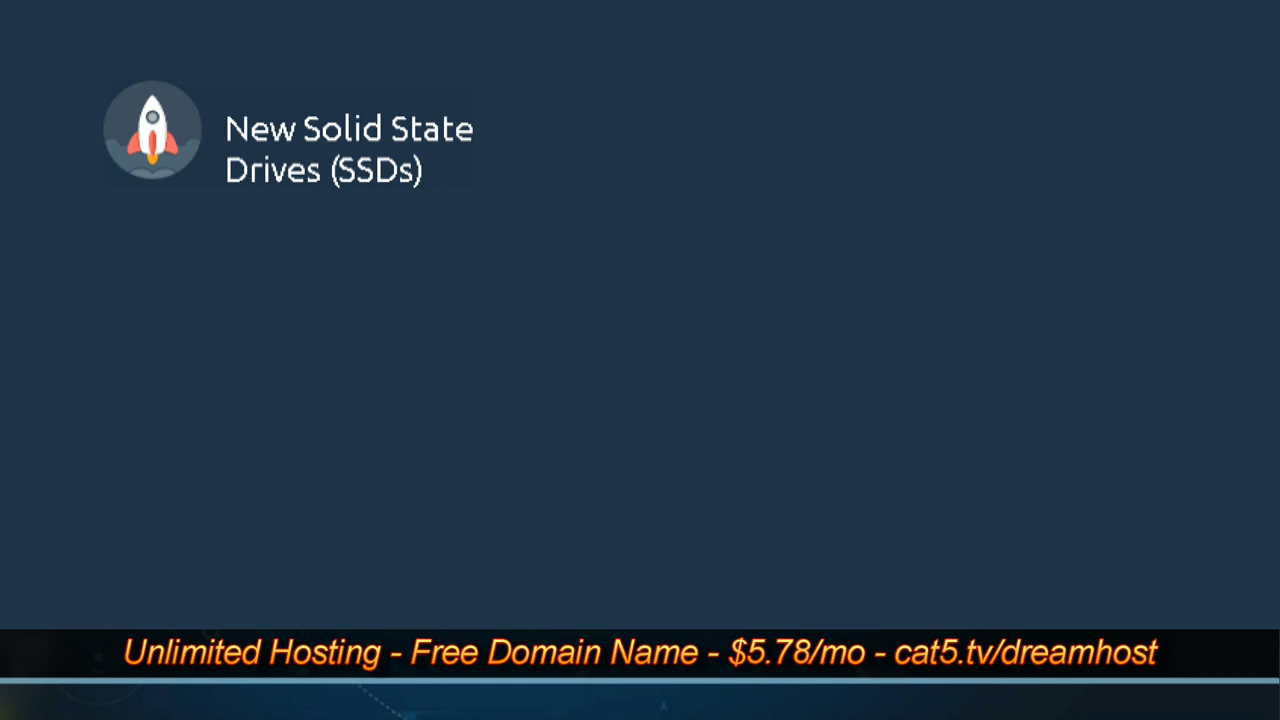 New Solid State
Drives (SSDs)
Unlimited Hosting - Free Domain Name - $5.78/mo - cat5.tv/dreamhost